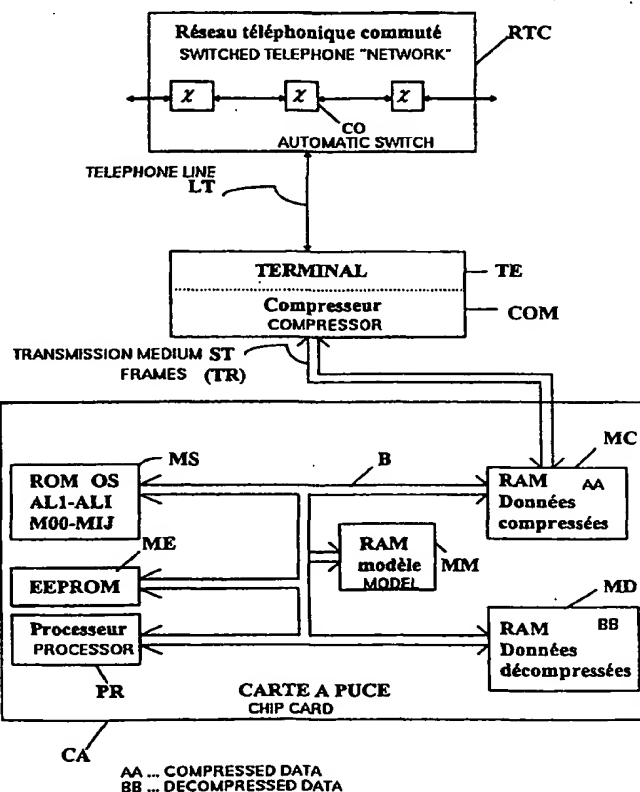 Réseau téléphonique commuté
SWITCHED TELEPHONE "NETWORK"
RTC
χ
χ
χ
CO
AUTOMATIC SWITCH
TELEPHONE LINE
LT
TERMINAL
TE
Compresseur
COMPRESSOR
COM
TRANSMISSION MEDIUM ST
FRAMES (TR)
MS
B
MC
ROM OS
AL1-ALI
M00-MIJ
RAM AA
Données
compressées
ME
RAM
modèle
MODEL
MM
EEPROM
MD
Processeur
PROCESSOR
RAM BB
Données
décompressées
PR
CARTE A PUCE
CHIP CARD
CA
AA ... COMPRESSED DATA
BB ... DECOMPRESSED DATA